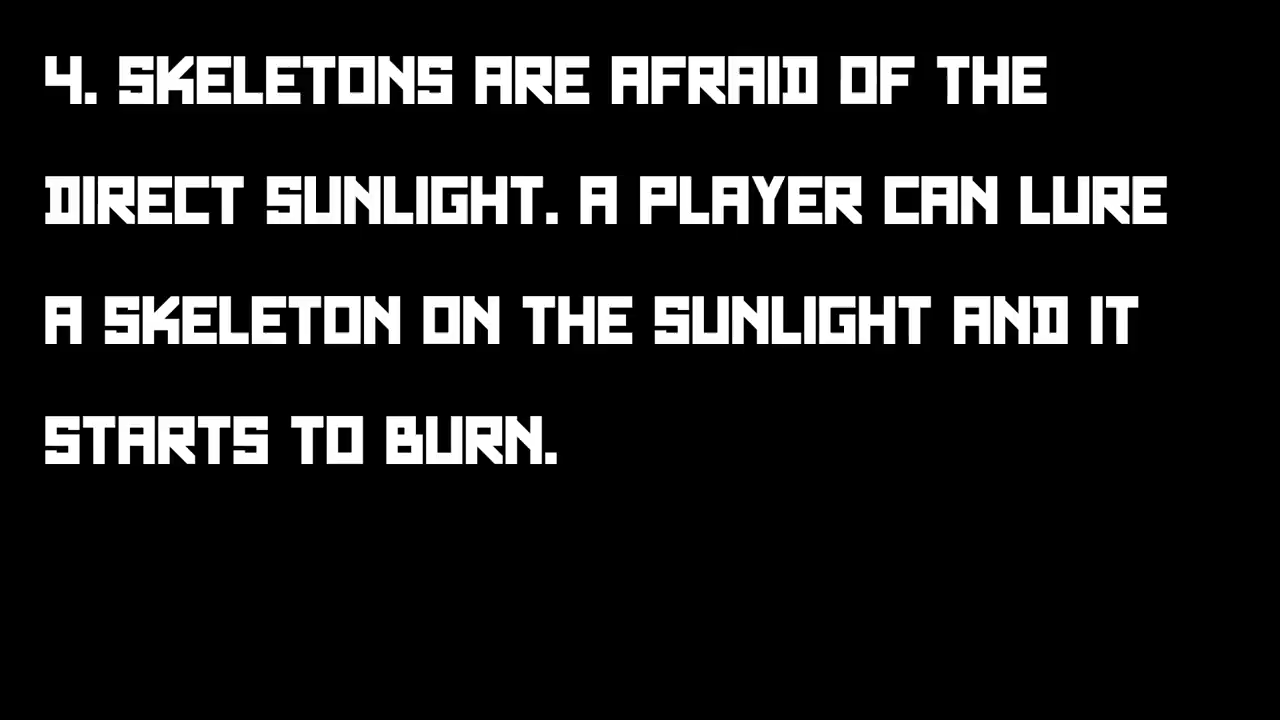 4. SKELETONS ARE AFRAID OF THE
DIRECT SUNLIGHT. A PLAYER CAN LURE
A SKELETON ON THE SUNLIGHT AND IT
STARTS TO BURN.